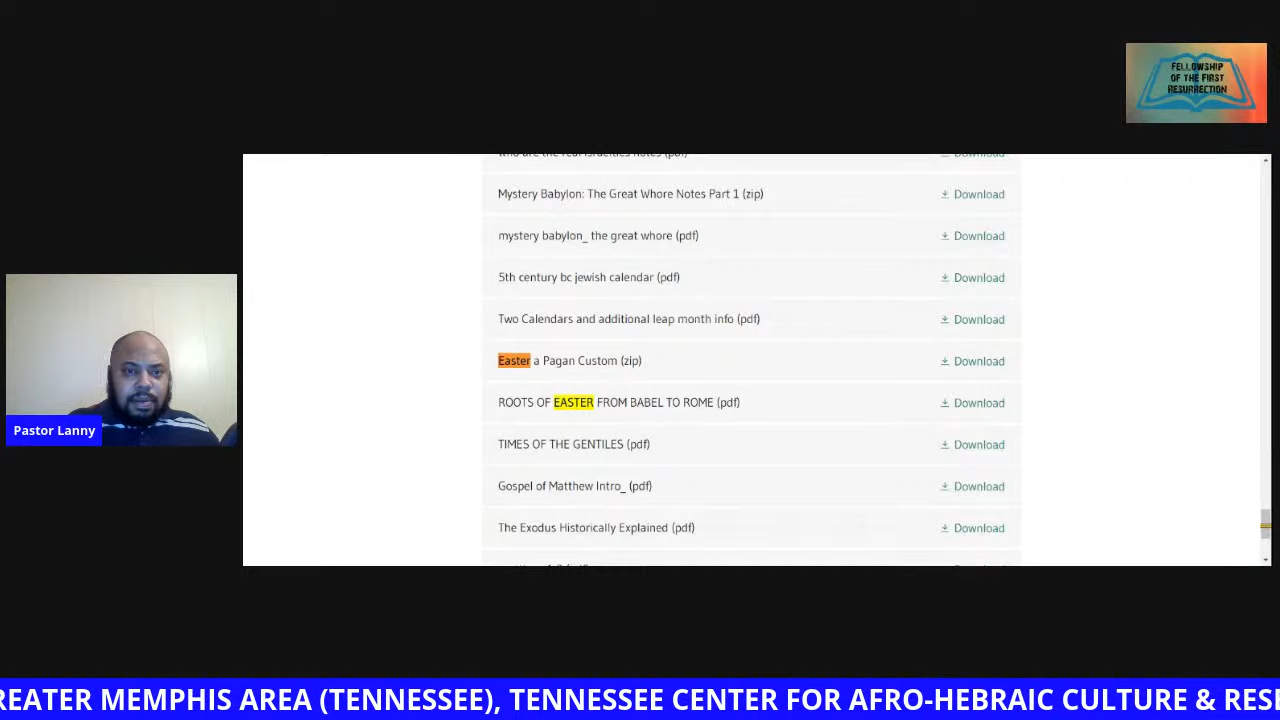 FELLOWSHIP
OF THE FIRST
RESURRECTION
Download
Mystery Babylon: The Great Whore Notes Part 1 (zip) Download
mystery babylon_ the great whore (pdf) Download
5th century bc jewish calendar (pdf) Download
Two Calendars and additional leap month info (pdf) Download
Easter a Pagan Custom (zip) Download
ROOTS OF EASTER FROM BABEL TO ROME (pdf) Download
TIMES OF THE GENTILES (pdf) Download
Gospel of Matthew Intro_ (pdf) Download
The Exodus Historically Explained (pdf) Download
Pastor Lanny
REATER MEMPHIS AREA (TENNESSEE), TENNESSEE CENTER FOR AFRO-HEBRAIC CULTURE & RESE